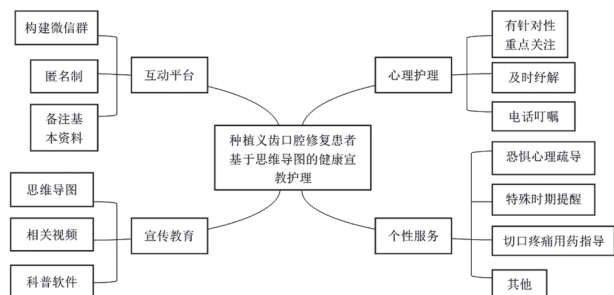 构建微信群
匿名制
备注基
本资料
互动平台
思维导图
相关视频
科普软件
宣传教育
种植义齿口腔修复患者
基于思维导图的健康宣
教护理
心理护理
有针对性
重点关注
及时纾解
电话叮嘱
个性服务
恐惧心理疏导
特殊时期提醒
切口疼痛用药指导
其他